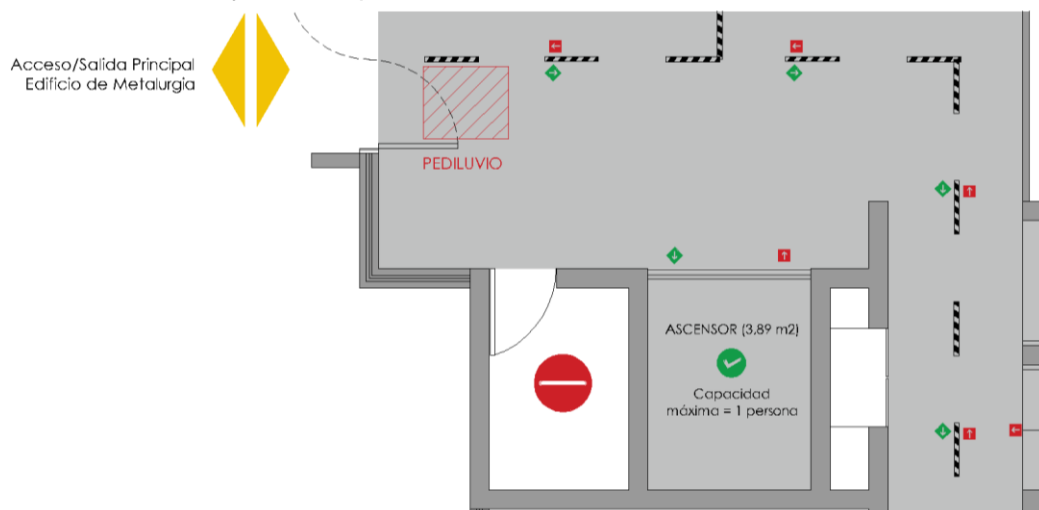 Acceso/Salida Principal
Edificio de Metalurgia
PEDILUVIO
ASCENSOR (3,89 m2)
Capacidad
máxima = 1 persona